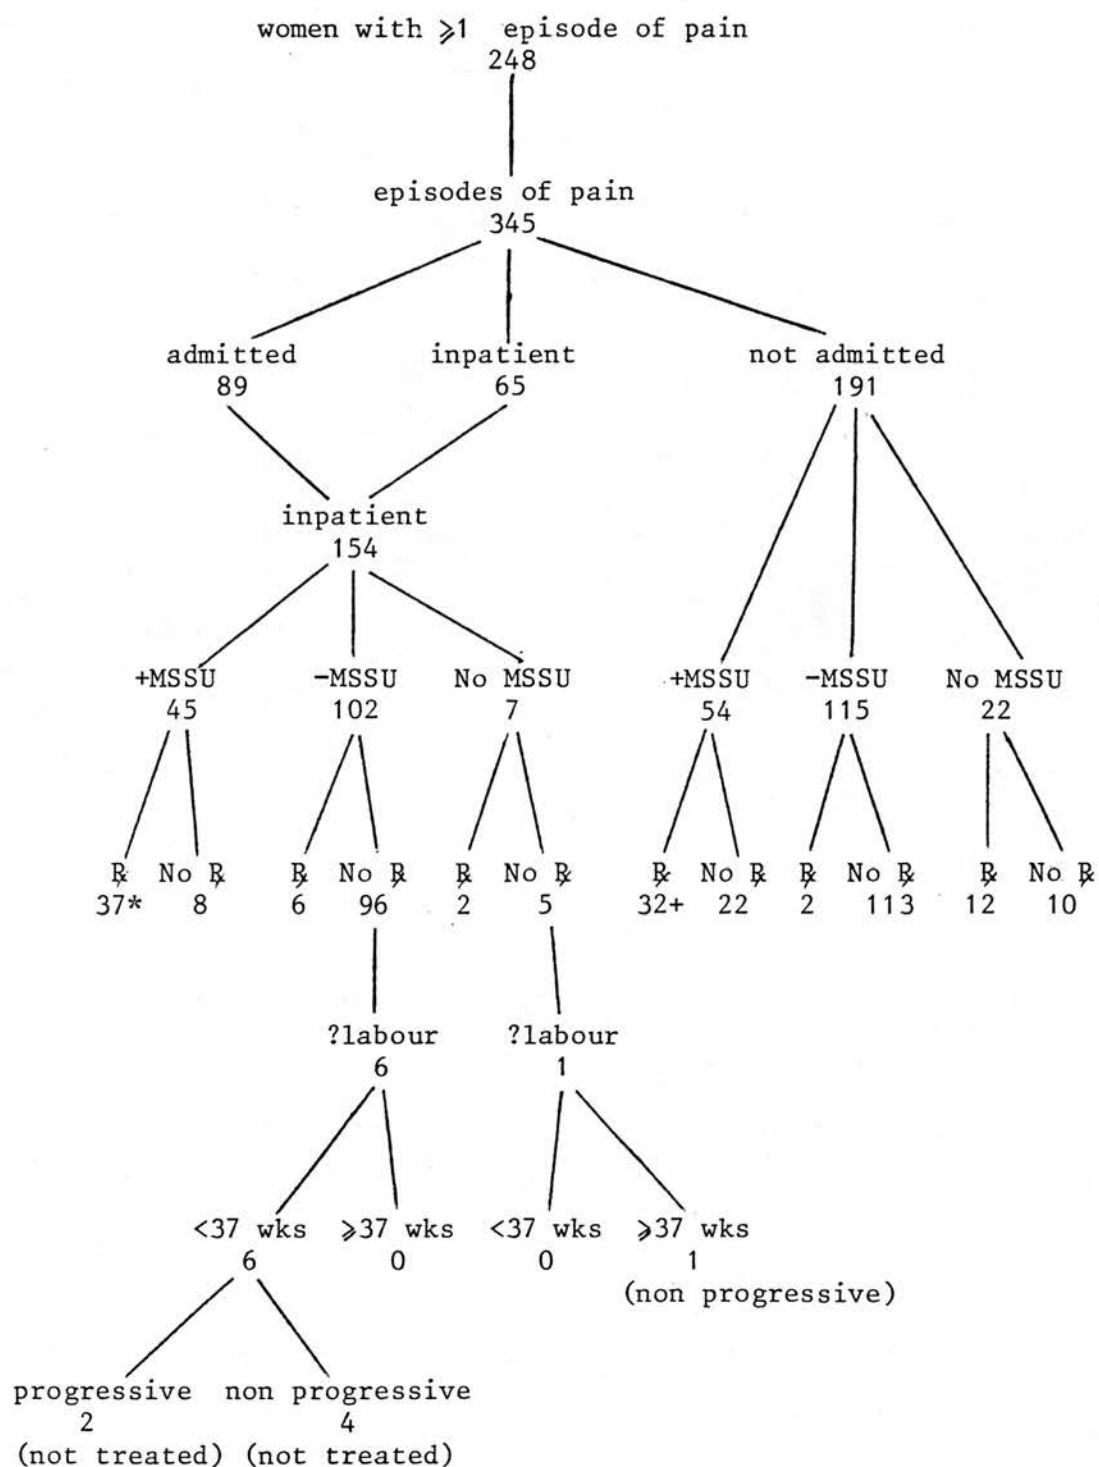 women with ⩾1 episode of pain
248
episodes of pain
345
admitted inpatient not admitted
89 65 191
inpatient
154
+MSSU -MSSU No MSSU +MSSU -MSSU No MSSU
45 102 7 54 115 22
℞ No ℞ ℞ No ℞ ℞ No ℞ ℞ No ℞ ℞ No ℞ ℞ No ℞
37* 8 6 96 2 5 32+ 22 2 113 12 10
?labour ?labour
6 1
<37 wks ⩾37 wks <37 wks ⩾37 wks
6 0 0 1
(non progressive)
progressive non progressive
2 4
(not treated) (not treated)